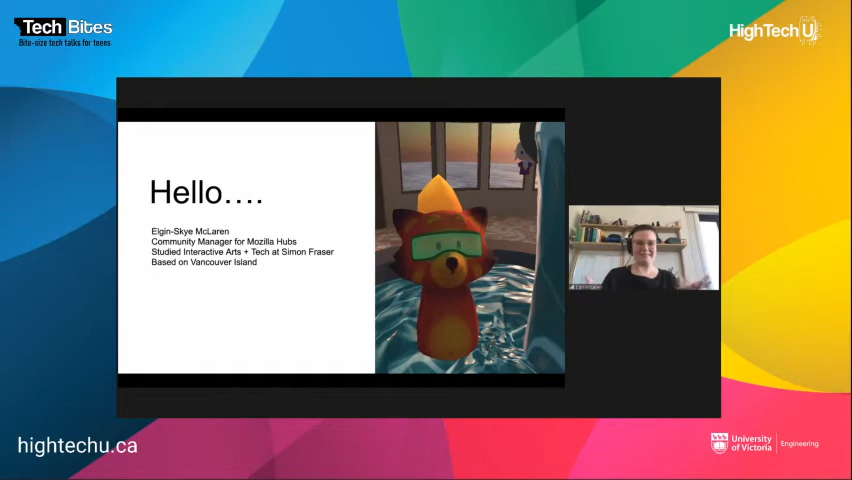 Tech Bites
Bite-size tech talks for teens
HighTechU
Hello....
Elgin-Skye McLaren
Community Manager for Mozilla Hubs
Studied Interactive Arts + Tech at Simon Fraser
Based on Vancouver Island
hightechu.ca
University
of Victoria
Engineering